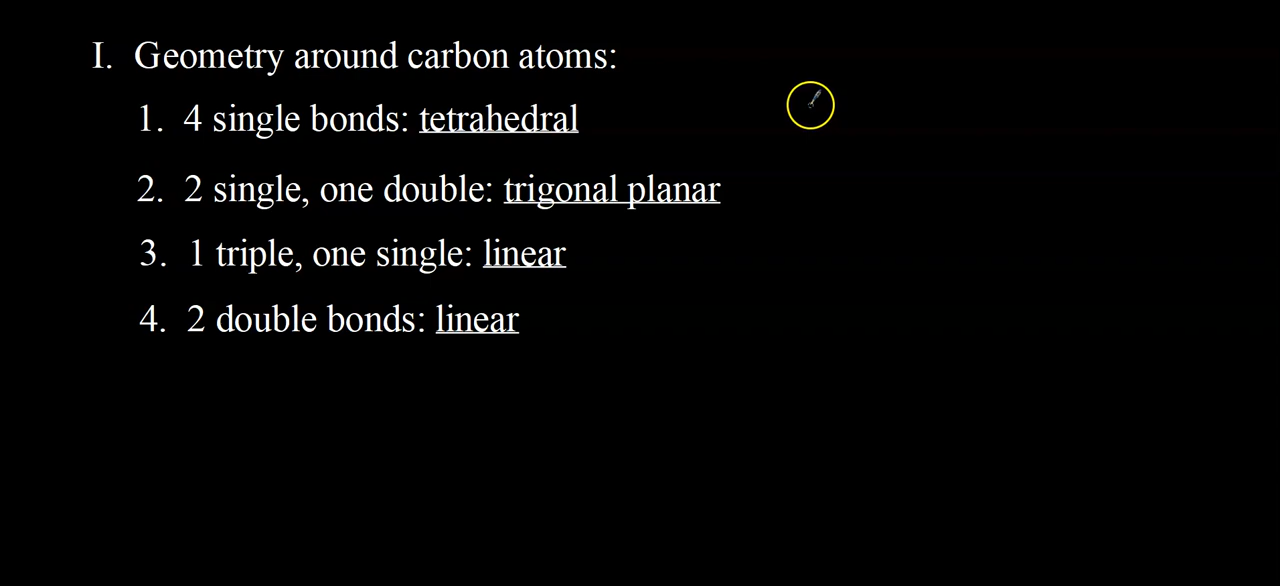 I. Geometry around carbon atoms:
1. 4 single bonds: tetrahedral
2. 2 single, one double: trigonal planar
3. 1 triple, one single: linear
4. 2 double bonds: linear